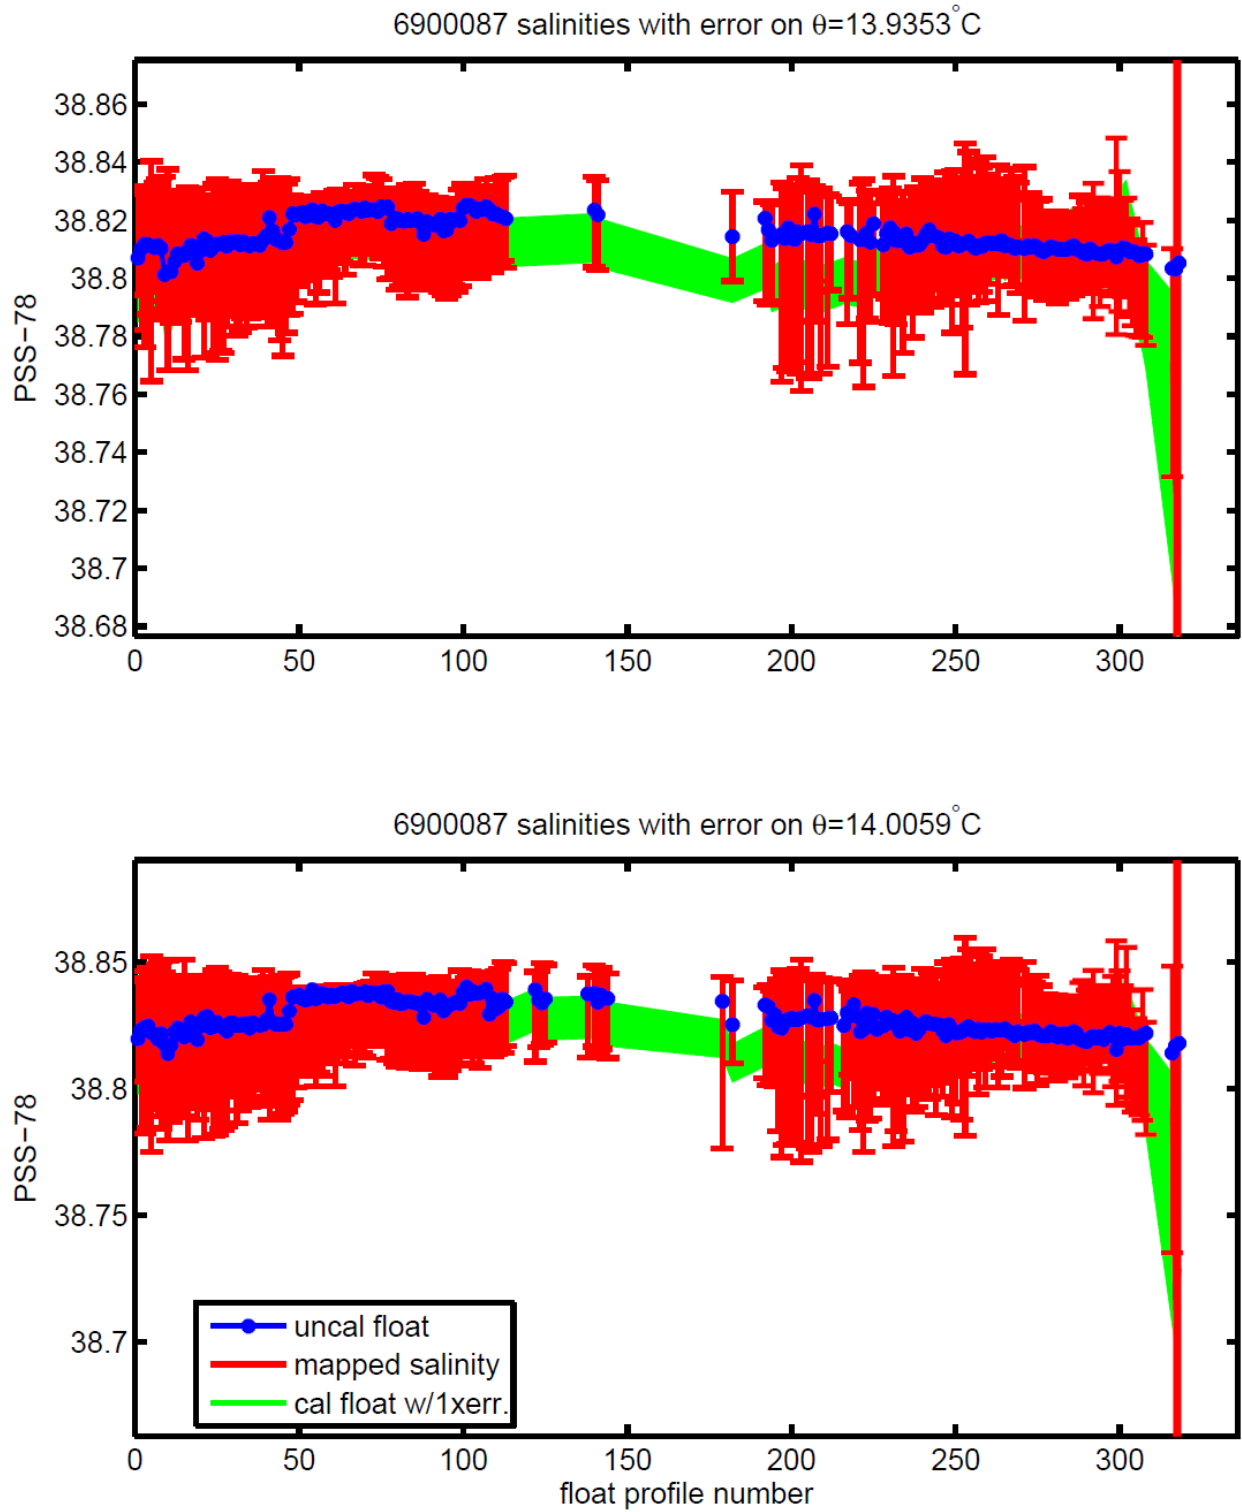 6900087 salinities with error on θ=13.9353°C
38.86
38.84
38.82
38.8
38.78
38.76
38.74
38.72
38.7
38.68
PSS−78
0 50 100 150 200 250 300
6900087 salinities with error on θ=14.0059°C
38.85
38.8
38.75
38.7
PSS−78
uncal float
mapped salinity
cal float w/1xerr.
0 50 100 150 200 250 300
float profile number